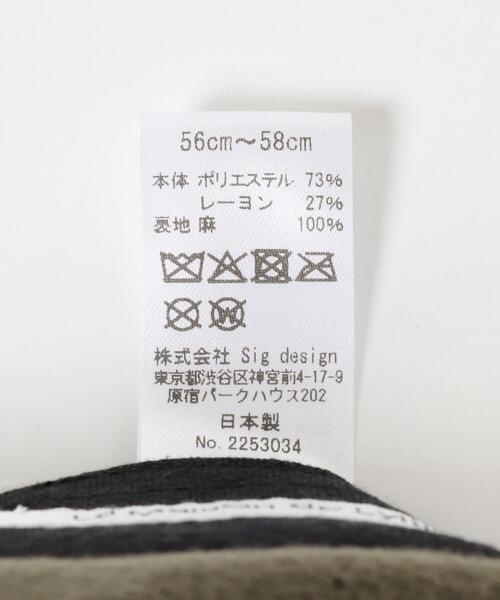 56cm～58cm
本体 ポリエステル 73%
レーヨン 27%
裏地 麻 100%
W
株式会社 Sig design
東京都渋谷区神宮前4-17-9
原宿パークハウス202
日本製
No. 2253034